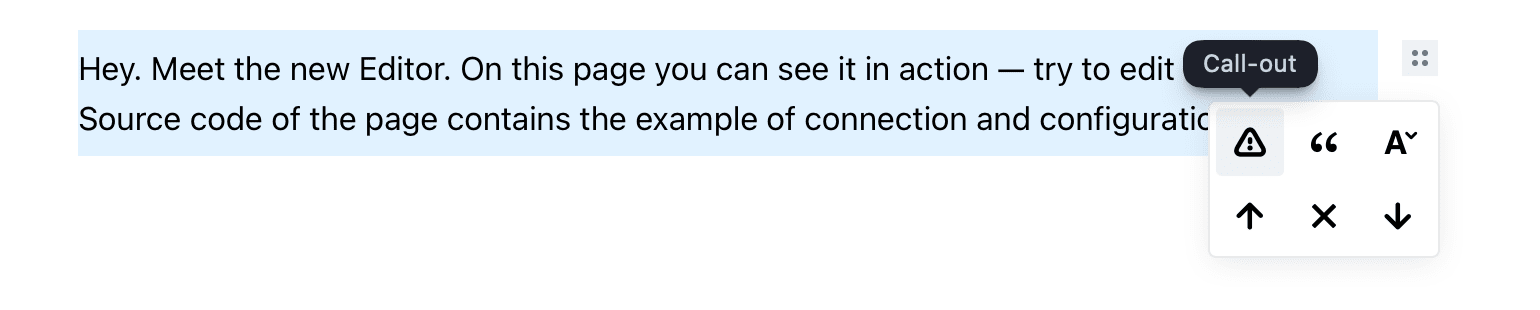 Hey. Meet the new Editor. On this page you can see it in action — try to edit
Call-out
Source code of the page contains the example of connection and
A